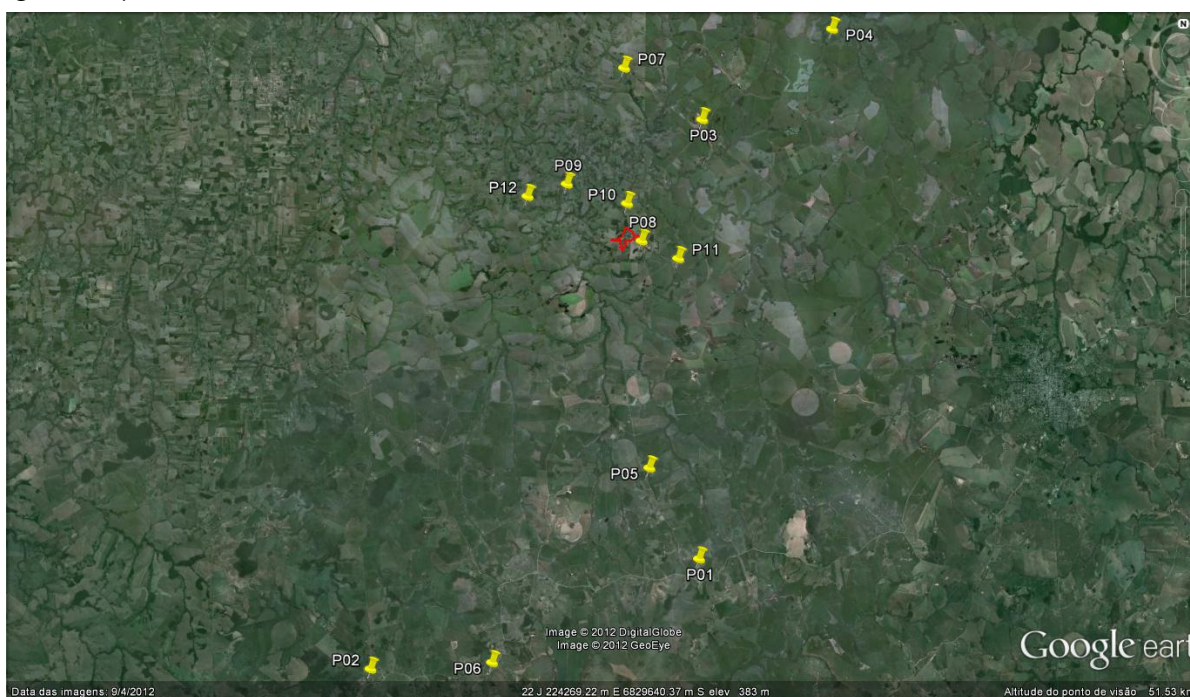 N
P04
P07
P03
P09
P12
P10
P08
P11
P05
P01
Image © 2012 DigitalGlobe
Image © 2012 GeoEye
Google eart
P02
P06
Data das imagens: 9/4/2012
22 J 224269.22 m E 6829640.37 m S elev 383 m
Altitude do ponto de visão 51.53 k